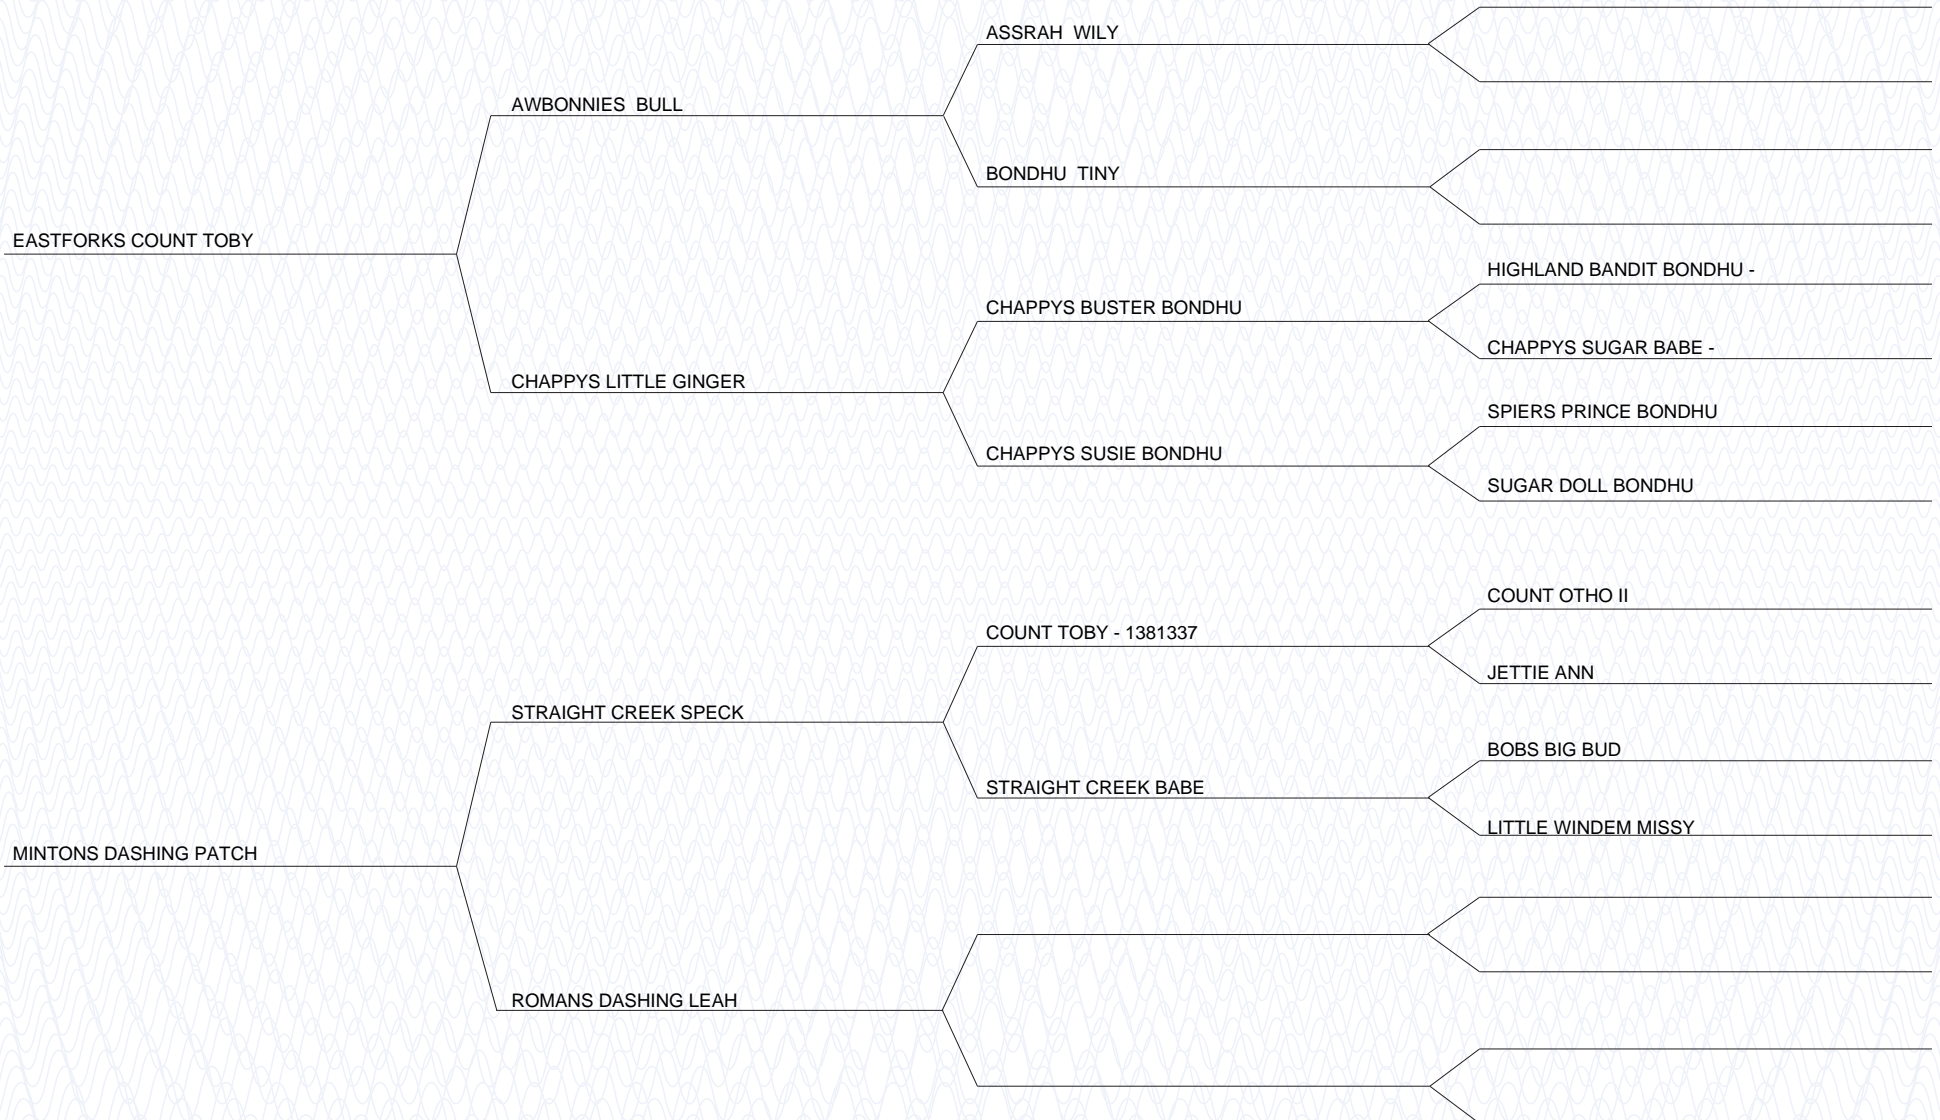 ASSRAH  WILY
AWBONNIES  BULL
BONDHU  TINY
EASTFORKS COUNT TOBY
HIGHLAND BANDIT BONDHU -
CHAPPYS BUSTER BONDHU
CHAPPYS SUGAR BABE -
CHAPPYS LITTLE GINGER
SPIERS PRINCE BONDHU
CHAPPYS SUSIE BONDHU
SUGAR DOLL BONDHU
COUNT OTHO II
COUNT TOBY - 1381337
JETTIE ANN
STRAIGHT CREEK SPECK
BOBS BIG BUD
STRAIGHT CREEK BABE
LITTLE WINDEM MISSY
MINTONS DASHING PATCH
ROMANS DASHING LEAH